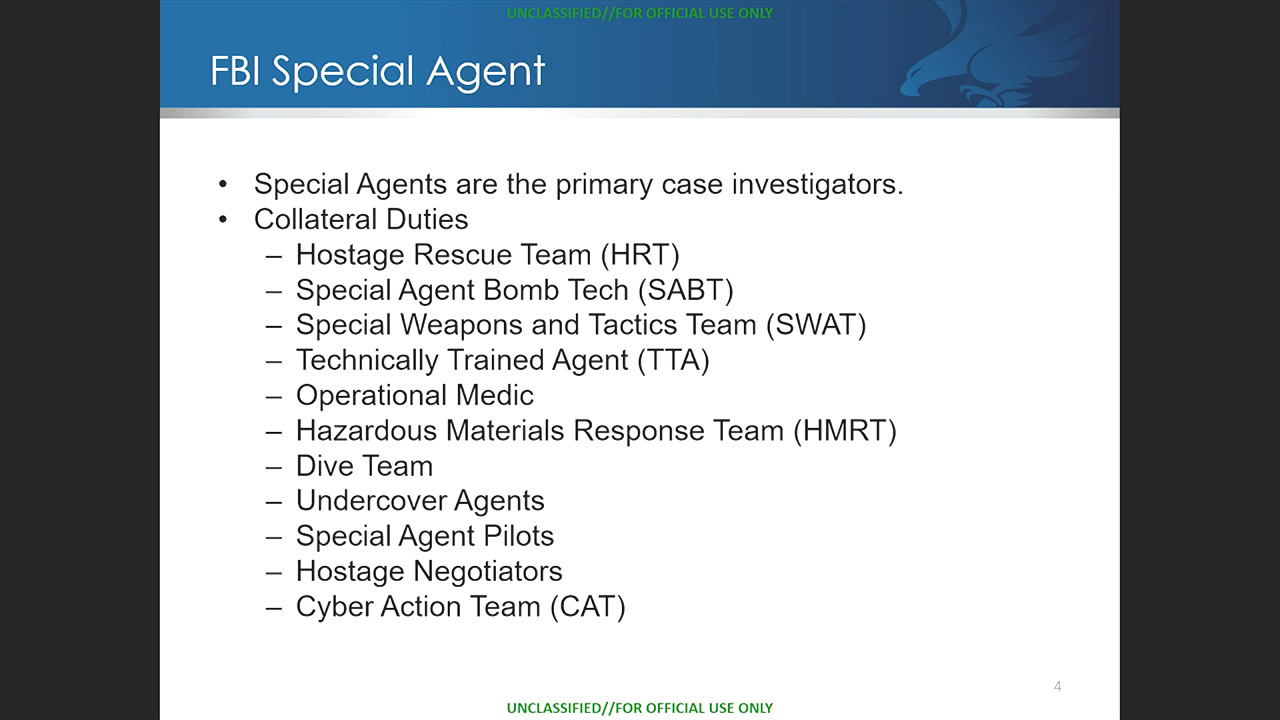 UNCLASSIFIED//FOR OFFICIAL USE ONLY
FBI Special Agent
• Special Agents are the primary case investigators.
• Collateral Duties
– Hostage Rescue Team (HRT)
– Special Agent Bomb Tech (SABT)
– Special Weapons and Tactics Team (SWAT)
– Technically Trained Agent (TTA)
– Operational Medic
– Hazardous Materials Response Team (HMRT)
– Dive Team
– Undercover Agents
– Special Agent Pilots
– Hostage Negotiators
– Cyber Action Team (CAT)
4
UNCLASSIFIED//FOR OFFICIAL USE ONLY